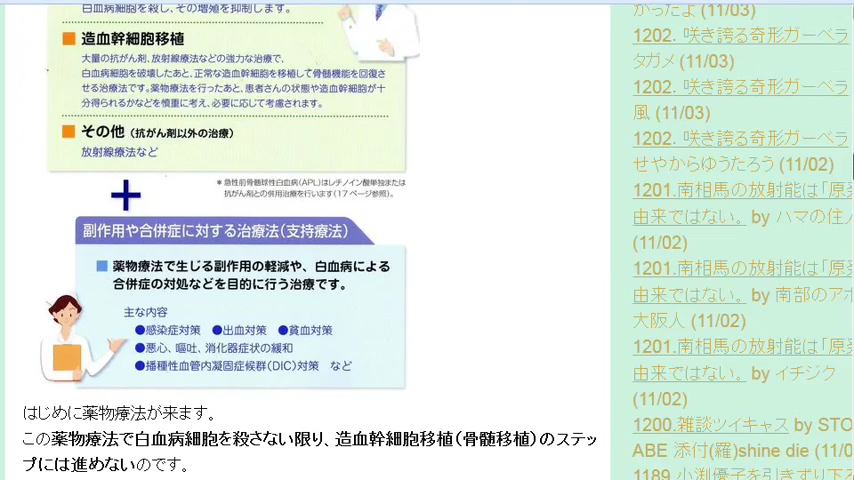 白血病細胞を殺し、その増殖を抑制します。
■ 造血幹細胞移植
大量の抗がん剤、放射線療法などの強力な治療で、
白血病細胞を破壊したあと、正常な造血幹細胞を移植して骨髄機能を回復さ
せる治療法です。薬物療法を行ったあと、患者さんの状態や造血幹細胞が十
分得られるかなどを慎重に考え、必要に応じて考慮されます。
■ その他 (抗がん剤以外の治療)
放射線療法など
+
*急性前骨髄球性白血病(APL)はレチノイン酸単独または
抗がん剤との併用治療を行います(17ページ参照)。
副作用や合併症に対する治療法(支持療法)
■ 薬物療法で生じる副作用の軽減や、白血病による
合併症の対処などを目的に行う治療です。
主な内容
●感染症対策 ●出血対策 ●貧血対策
●悪心、嘔吐、消化器症状の緩和
●播種性血管内凝固症候群(DIC)対策 など
はじめに薬物療法が来ます。
この薬物療法で白血病細胞を殺さない限り、造血幹細胞移植(骨髄移植)のステッ
プには進めないのです。
かったよ (11/03)
1202. 咲き誇る奇形ガーベラ
タガメ (11/03)
1202. 咲き誇る奇形ガーベラ
風 (11/03)
1202. 咲き誇る奇形ガーベラ
せやからゆうたろう (11/02)
1201.南相馬の放射能は「原発
由来ではない。 by ハマの住人
(11/02)
1201.南相馬の放射能は「原発
由来ではない。 by 南部のアホ
大阪人 (11/02)
1201.南相馬の放射能は「原発
由来ではない。 by イチジク
(11/02)
1200.雑談ツイキャス by STO
ABE 添付(羅)shine die (11/0
1189.小渕優子を引きずり下ろ